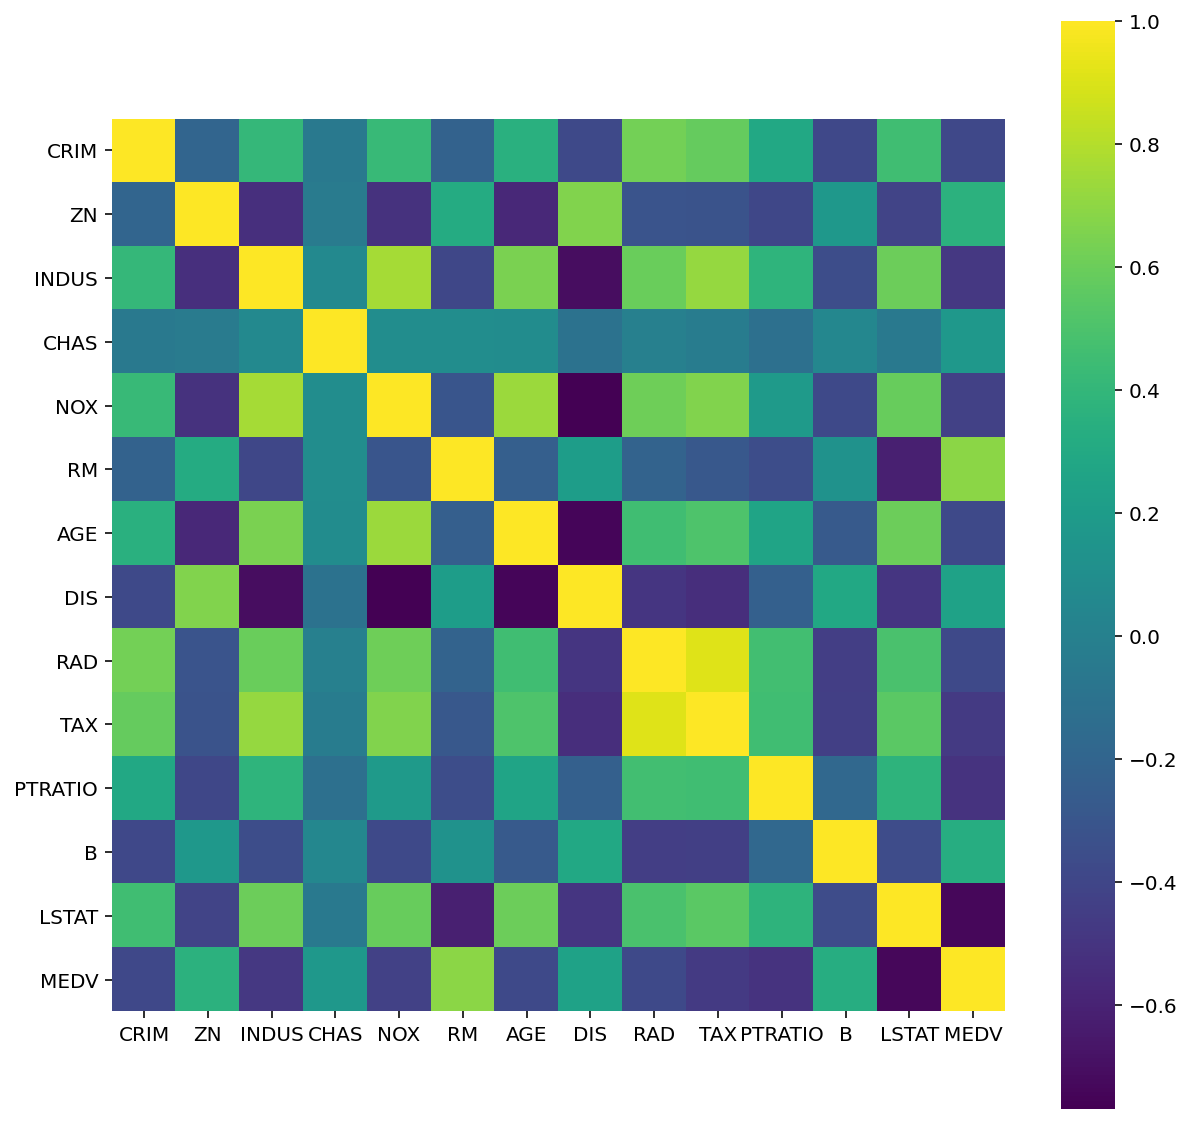 1.0
0.8
0.6
0.4
0.2
0.0
−0.2
−0.4
−0.6
CRIM
ZN
INDUS
CHAS
NOX
RM
AGE
DIS
RAD
TAX
PTRATIO
B
LSTAT
MEDV
CRIM ZN INDUS CHAS NOX RM AGE DIS RAD TAX PTRATIO B LSTAT MEDV